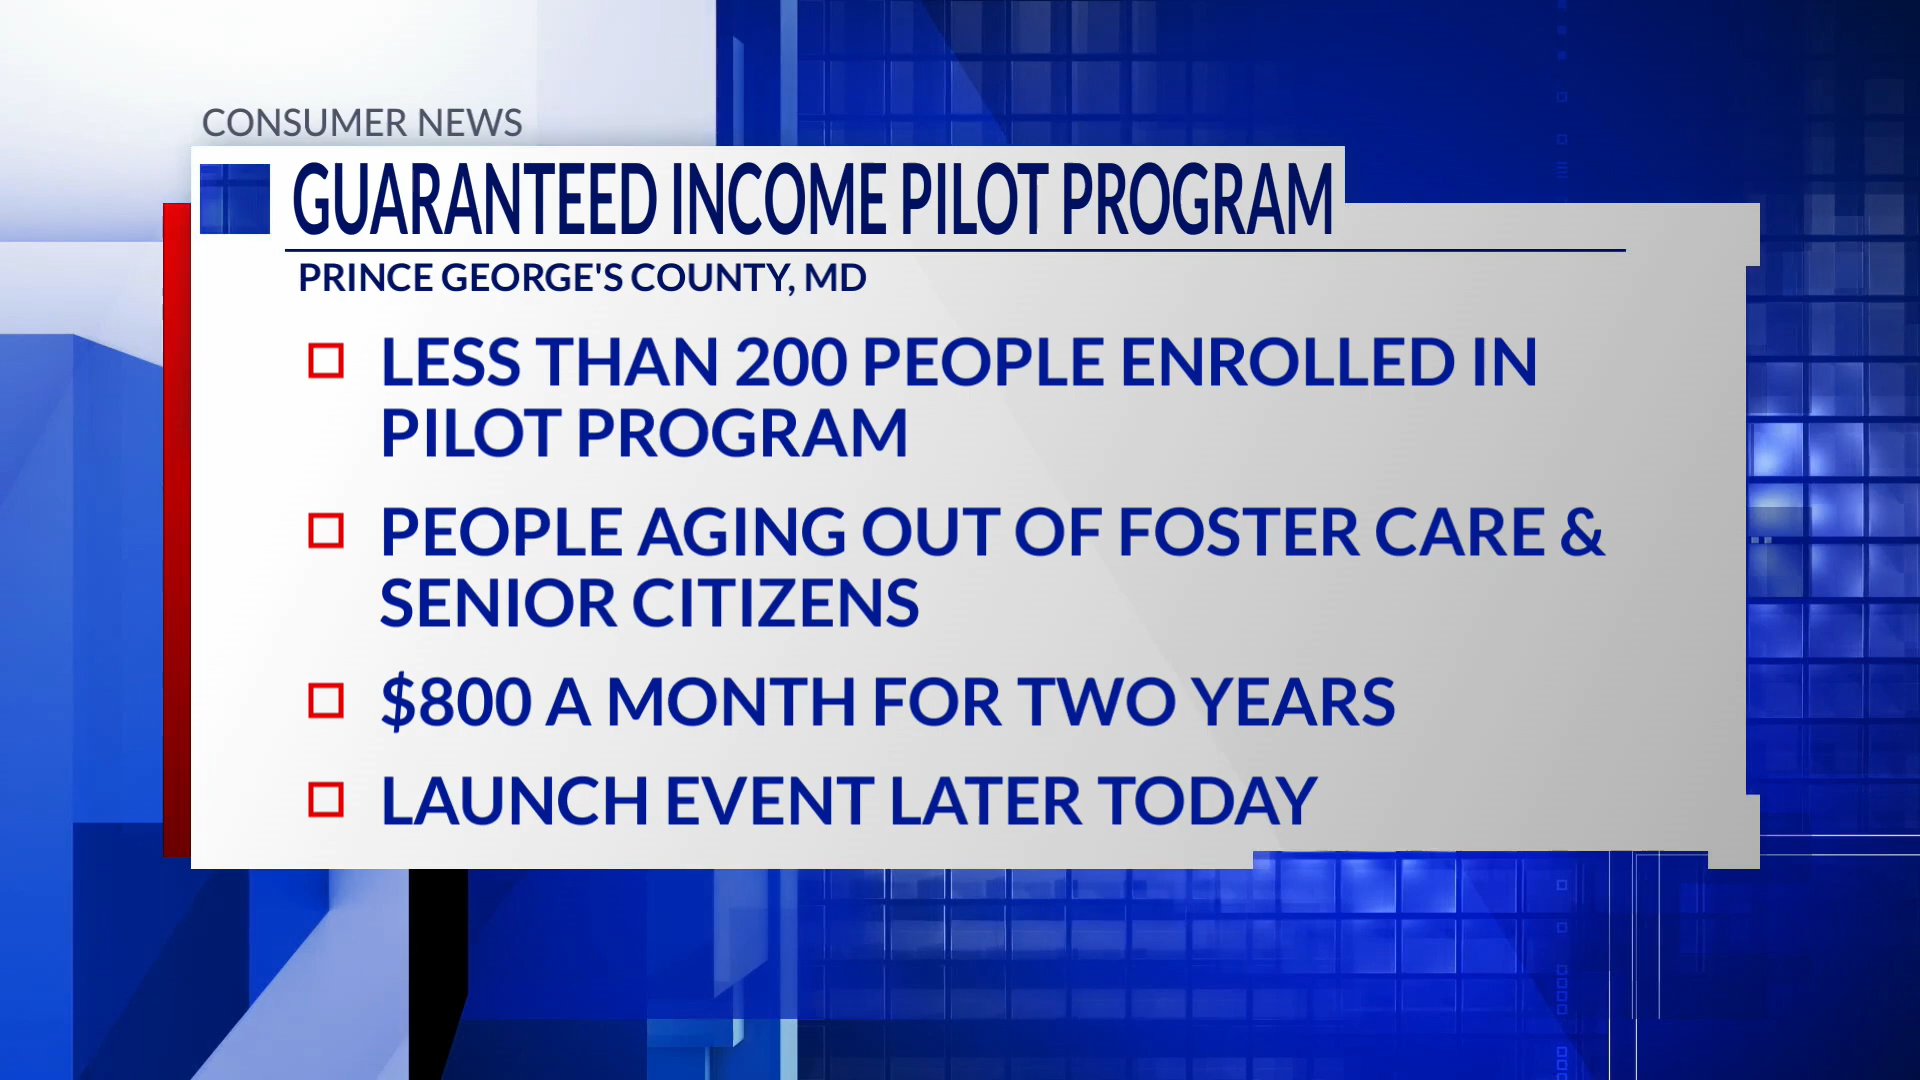 CONSUMER NEWS
GUARANTEED INCOME PILOT PROGRAM
PRINCE GEORGE'S COUNTY, MD
LESS THAN 200 PEOPLE ENROLLED IN
PILOT PROGRAM
PEOPLE AGING OUT OF FOSTER CARE &
SENIOR CITIZENS
$800 A MONTH FOR TWO YEARS
LAUNCH EVENT LATER TODAY